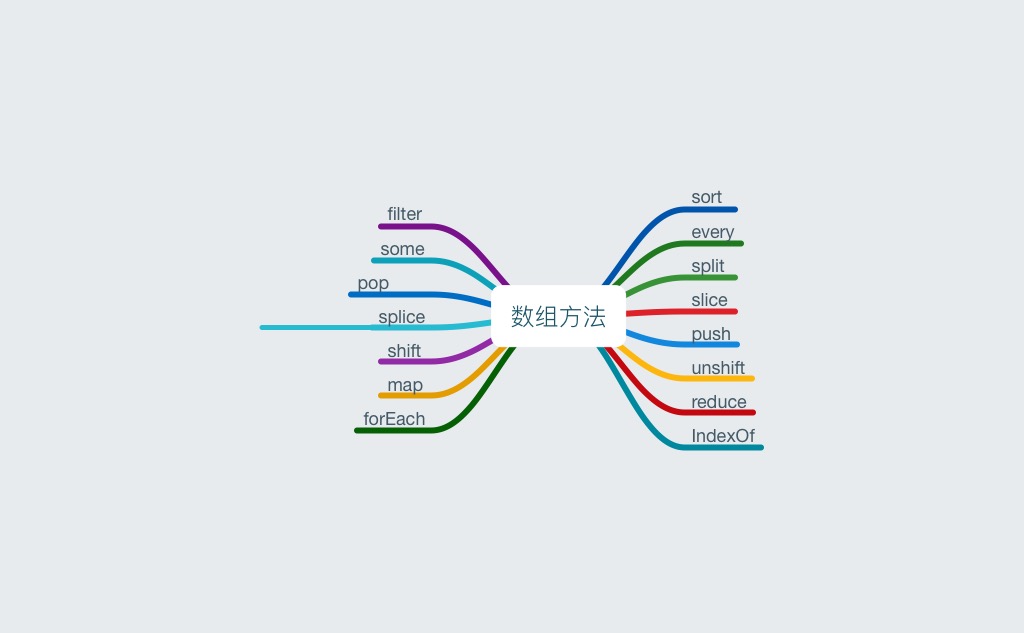 数组方法
sort
every
split
slice
push
unshift
reduce
IndexOf
filter
some
pop
splice
shift
map
forEach